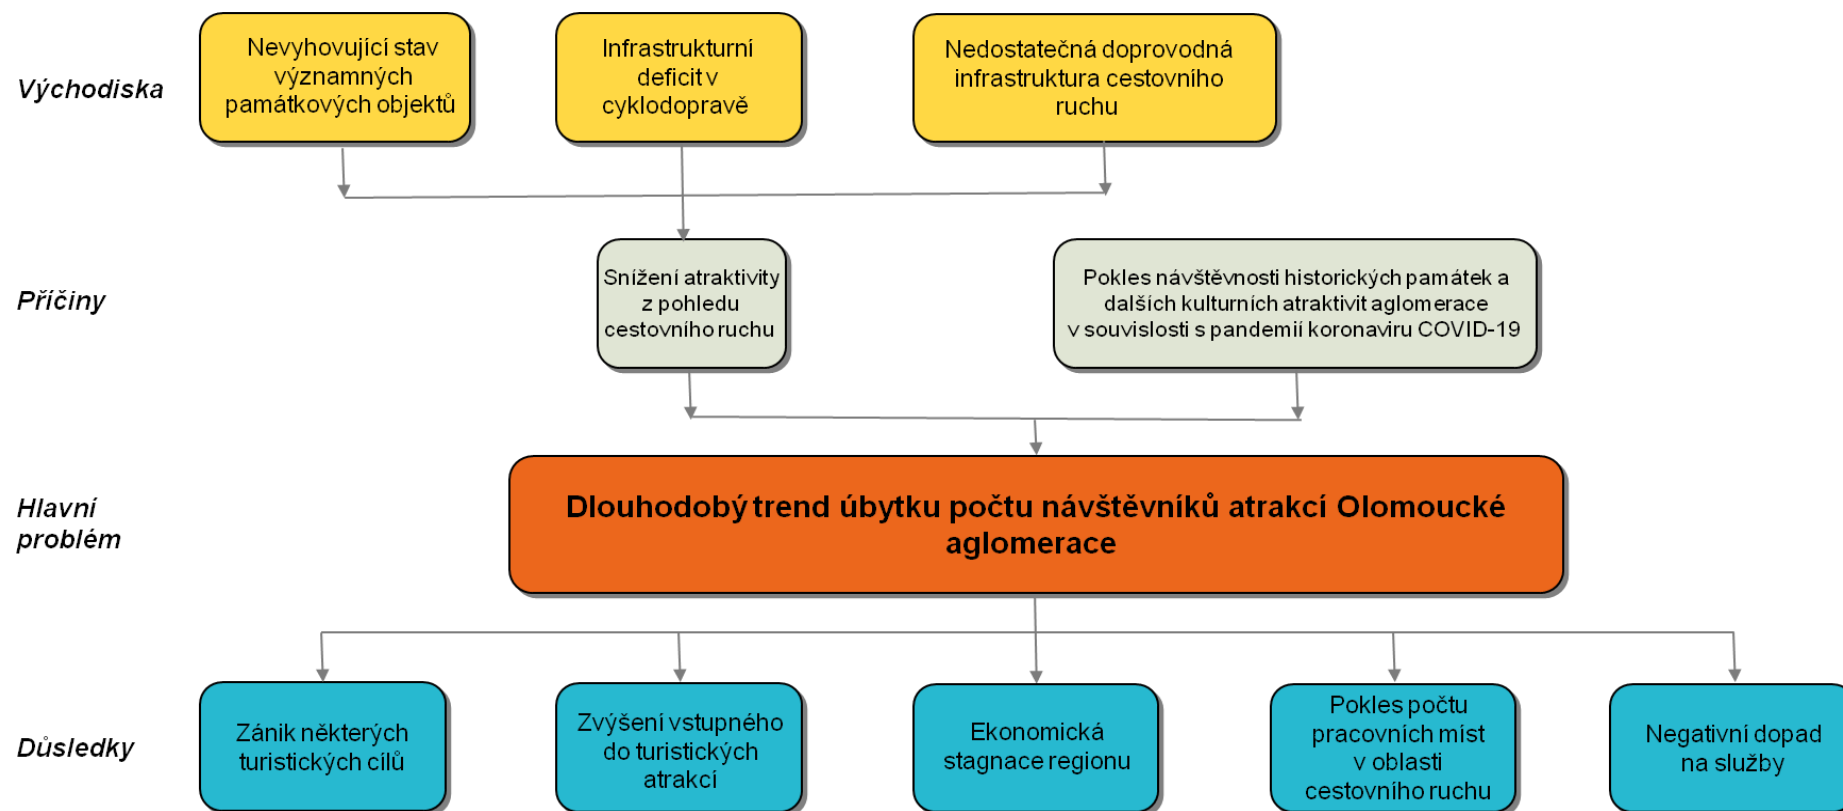 Východiska
Nevyhovující stav
významných
památkových objektů
Infrastrukturní
deficit v
cyklodopravě
Nedostatečná doprovodná
infrastruktura cestovního
ruchu
Příčiny
Snížení atraktivity
z pohledu
cestovního ruchu
Pokles návštěvnosti historických památek a
dalších kulturních atraktivit aglomerace
v souvislosti s pandemií koronaviru COVID-19
Hlavní
problém
Dlouhodobý trend úbytku počtu návštěvníků atrakcí Olomoucké
aglomerace
Důsledky
Zánik některých
turistických cílů
Zvýšení vstupného
do turistických
atrakcí
Ekonomická
stagnace regionu
Pokles počtu
pracovních míst
v oblasti
cestovního ruchu
Negativní dopad
na služby